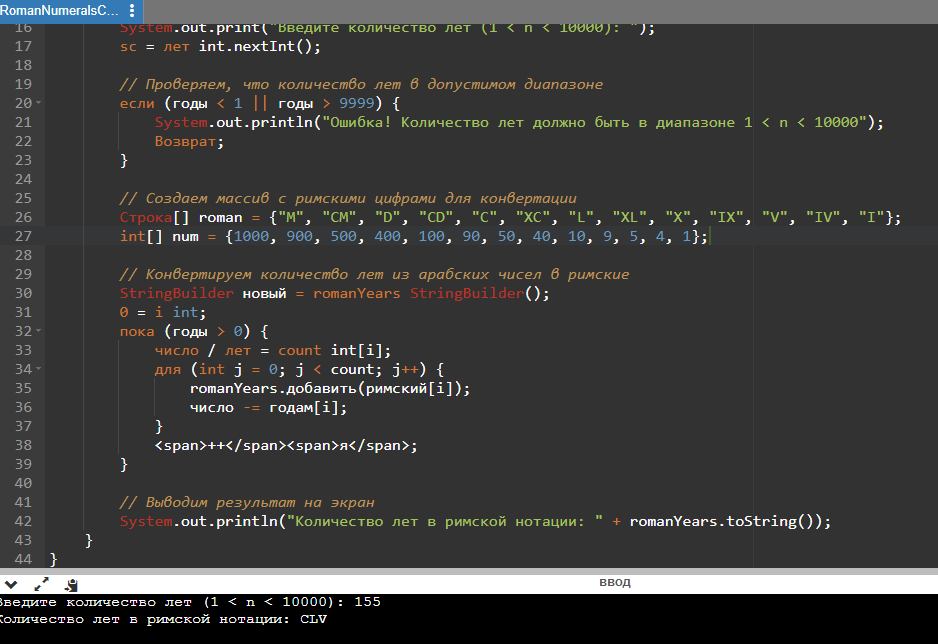 RomanNumeralsC...
16 System.out.print("Введите количество лет (1 < n < 10000): ");
17 sc = лет int.nextInt();
18
19 // Проверяем, что количество лет в допустимом диапазоне
20 если (годы < 1 || годы > 9999) {
21 System.out.println("Ошибка! Количество лет должно быть в диапазоне 1 < n < 10000");
22 Возврат;
23 }
24
25 // Создаем массив с римскими цифрами для конвертации
26 Строка[] roman = {"M", "CM", "D", "CD", "C", "XC", "L", "XL", "X", "IX", "V", "IV", "I"};
27 int[] num = {1000, 900, 500, 400, 100, 90, 50, 40, 10, 9, 5, 4, 1};
28
29 // Конвертируем количество лет из арабских чисел в римские
30 StringBuilder новый = romanYears StringBuilder();
31 0 = i int;
32 пока (годы > 0) {
33 число / лет = count int[i];
34 для (int j = 0; j < count; j++) {
35 romanYears.добавить(римский[i]);
36 число -= годам[i];
37 }
38 <span>++</span><span>я</span>;
39 }
40
41 // Выводим результат на экран
42 System.out.println("Количество лет в римской нотации: " + romanYears.toString());
43 }
44 }
ввод
Введите количество лет (1 < n < 10000): 155
Количество лет в римской нотации: CLV